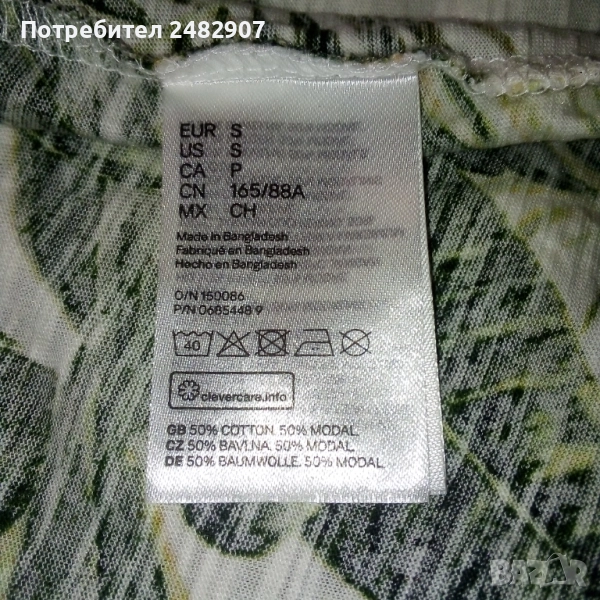 Потребител 2482907
EUR S
US S
CA P
CN 165/88A
MX CH
Made in Bangladesh
Fabriqué en Bangladesh
Hecho en Bangladesh
O/N 150086
P/N 0685448 9
40
clevercare.info
GB 50% COTTON. 50% MODAL
CZ 50% BAVLNA. 50% MODAL
DE 50% BAUMWOLLE. 50% MODAL
BAZAR